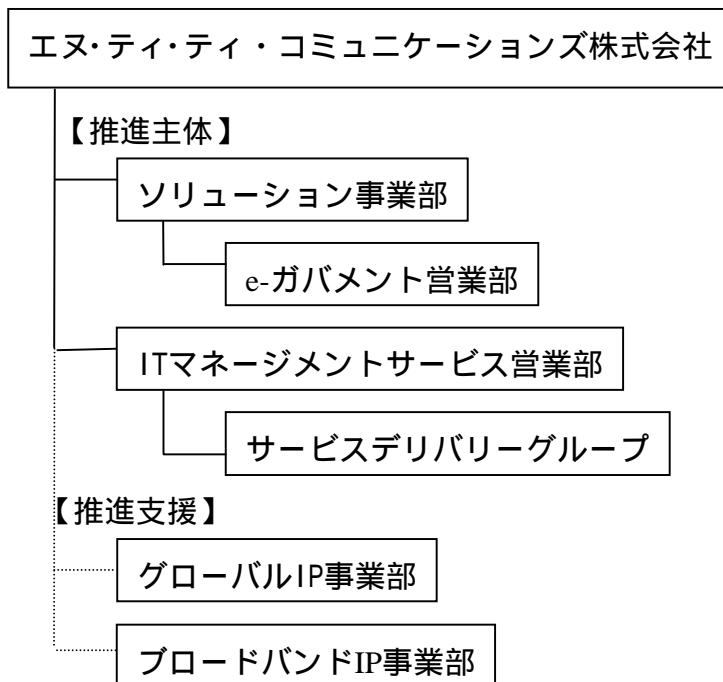 エヌ・ティ・ティ・コミュニケーションズ株式会社
【推進主体】
ソリューション事業部
e-ガバメント営業部
ITマネージメントサービス営業部
サービスデリバリーグループ
【推進支援】
グローバルIP事業部
ブロードバンドIP事業部